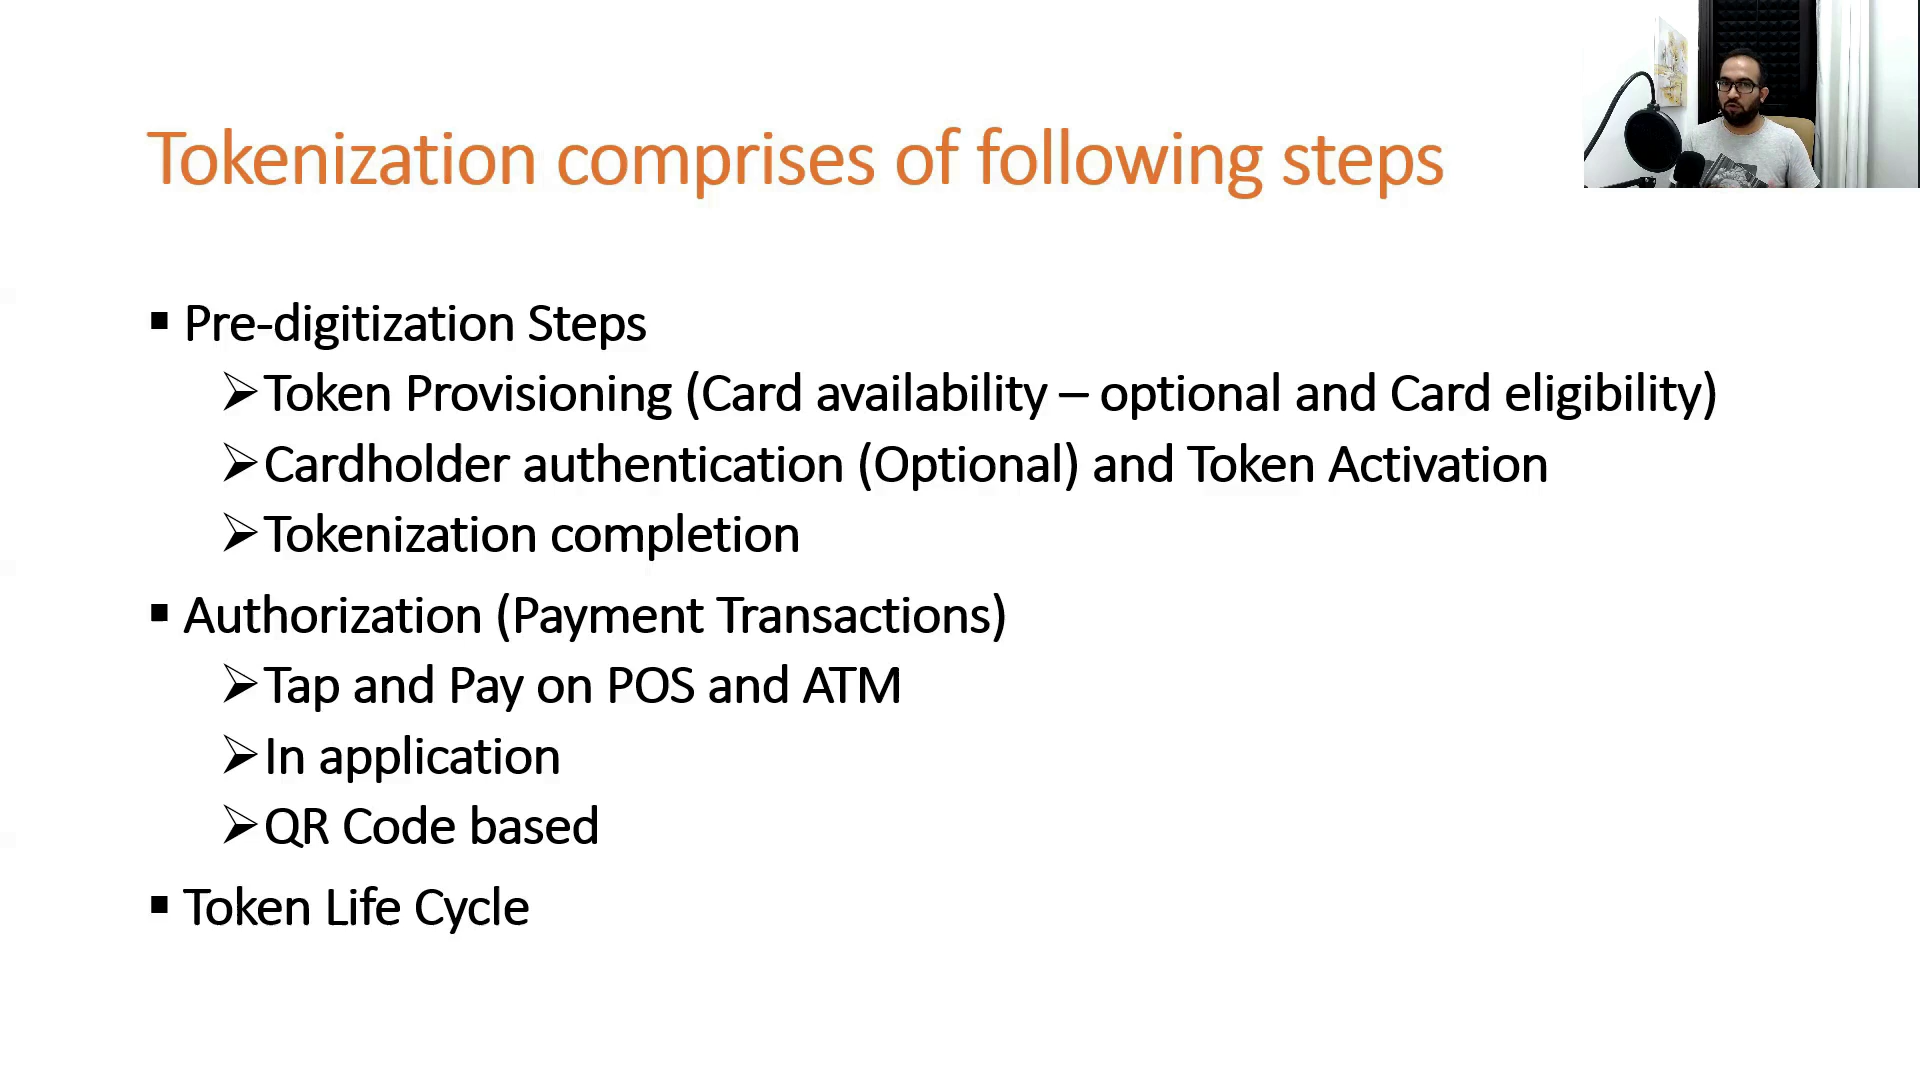 Tokenization comprises of following steps
Pre-digitization Steps
Token Provisioning (Card availability – optional and Card eligibility)
Cardholder authentication (Optional) and Token Activation
Tokenization completion
Authorization (Payment Transactions)
Tap and Pay on POS and ATM
In application
QR Code based
Token Life Cycle